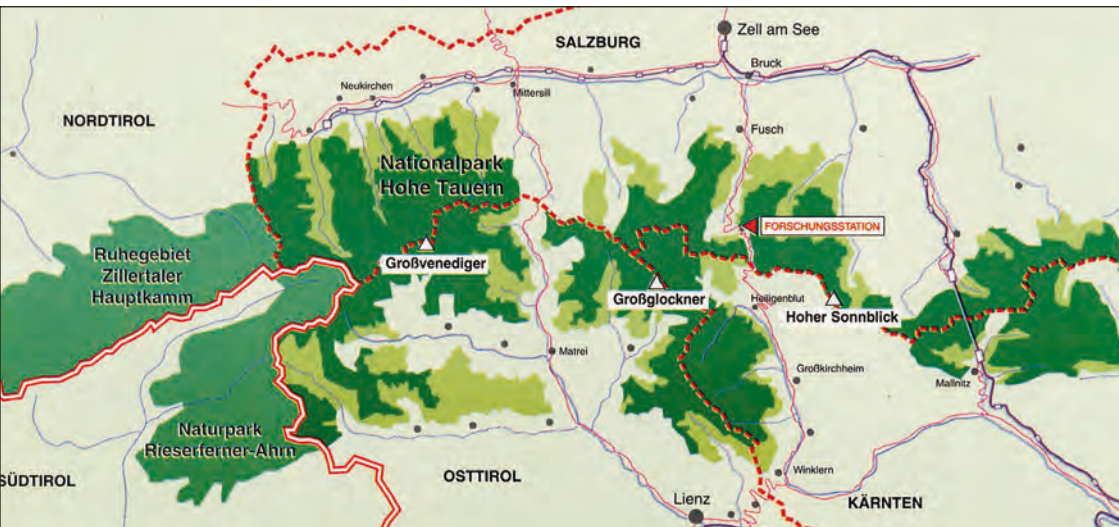 Zell am See
SALZBURG
Bruck
Neukirchen
Mittersill
NORDTIROL
Fusch
Nationalpark
Hohe Tauern
FORSCHUNGSSTATION
Ruhegebiet
Zillertaler
Hauptkamm
Großvenediger
Großglockner
Heiligenblut
Hoher Sonnblick
Matrei
Großkirchheim
Mallnitz
Naturpark
Rieserferner-Ahrn
SÜDTIROL
OSTTIROL
Winklern
Lienz
KÄRNTEN